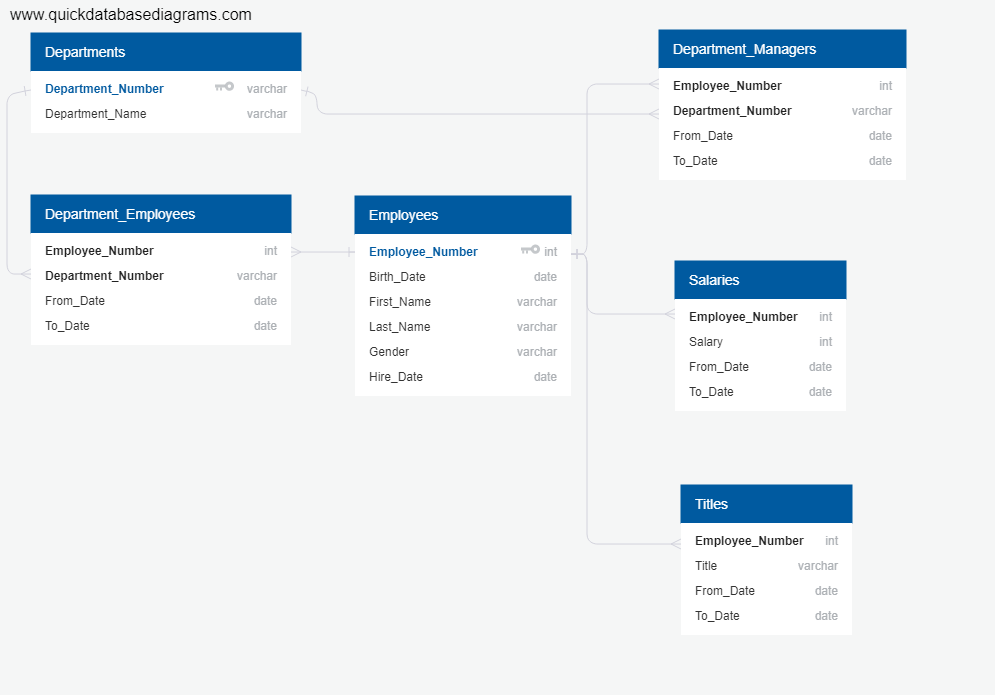 www.quickdatabasediagrams.com
Departments
Department_Number varchar
Department_Name varchar
Department_Managers
Employee_Number int
Department_Number varchar
From_Date date
To_Date date
Department_Employees
Employee_Number int
Department_Number varchar
From_Date date
To_Date date
Employees
Employee_Number int
Birth_Date date
First_Name varchar
Last_Name varchar
Gender varchar
Hire_Date date
Salaries
Employee_Number int
Salary int
From_Date date
To_Date date
Titles
Employee_Number int
Title varchar
From_Date date
To_Date date